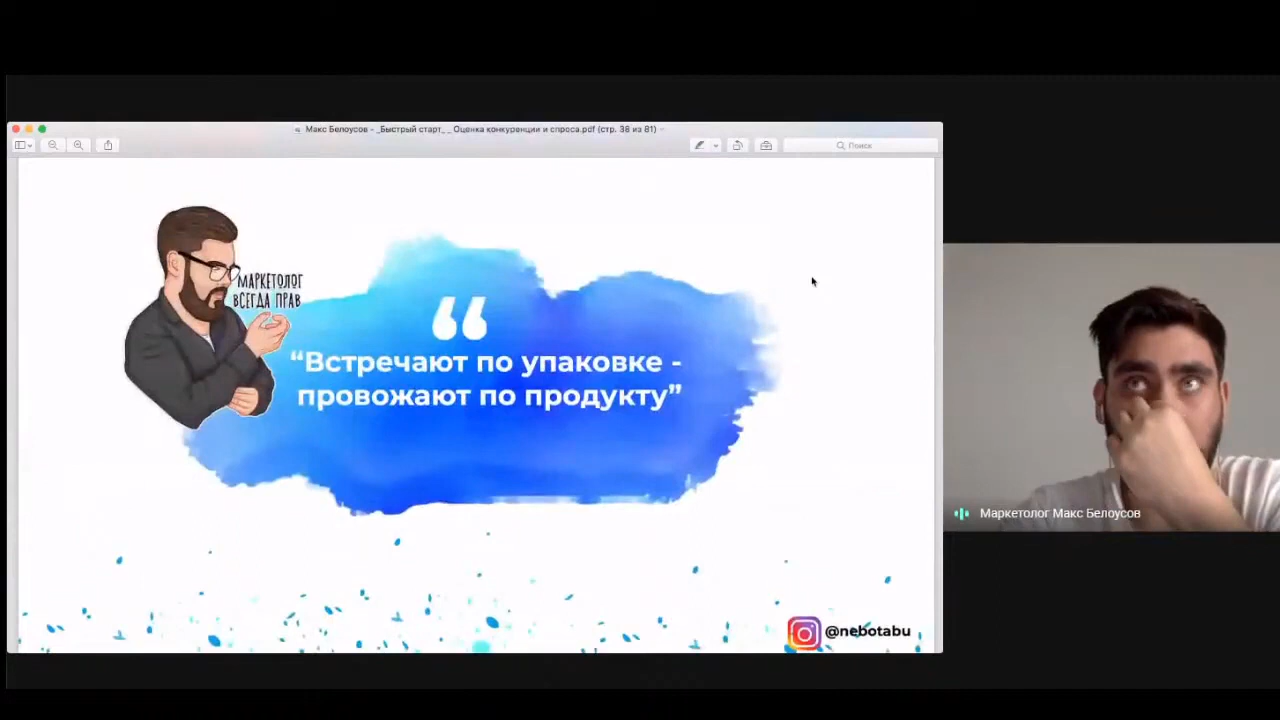 Макс Белоусов - _Быстрый старт_ _ Оценка конкуренции и спроса.pdf (стр. 38 из 81)
Поиск
МАРКЕТОЛОГ
ВСЕГДА ПРАВ
“
“Встречают по упаковке -
провожают по продукту”
Маркетолог Макс Белоусов
@nebotabu